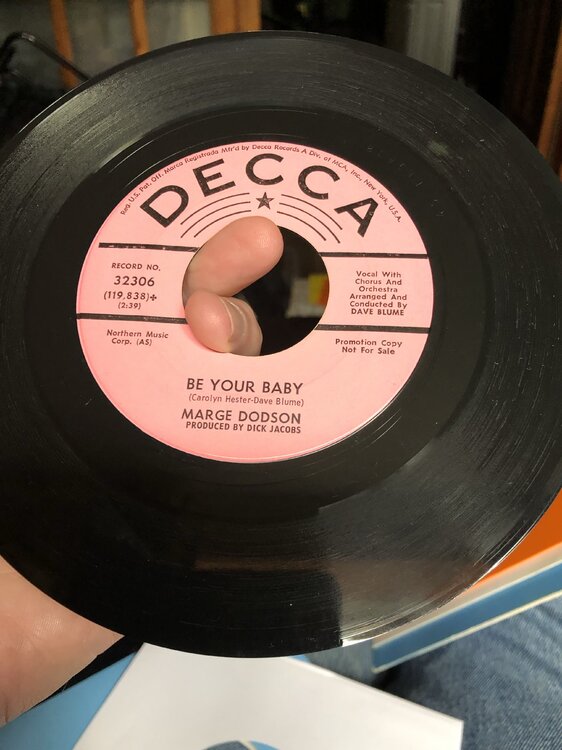 Reg. U.S. Pat. Off. Marca Registrada Mfr'd by Decca Records A Div. of MCA, Inc., New York, U.S.A.
DECCA
RECORD NO.
32306
(119,838)+
(2:39)
Vocal With
Chorus And
Orchestra
Arranged And
Conducted By
DAVE BLUME
Northern Music
Corp. (AS)
Promotion Copy
Not For Sale
BE YOUR BABY
(Carolyn Hester-Dave Blume)
MARGE DODSON
PRODUCED BY DICK JACOBS